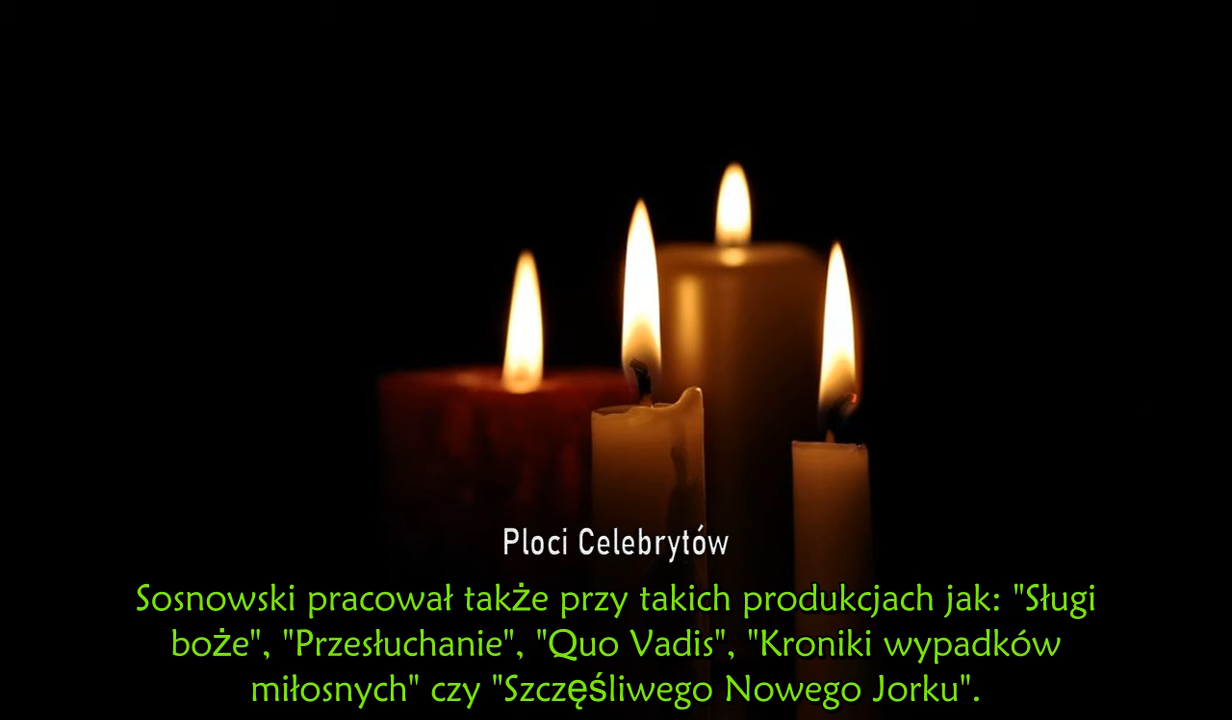 Ploci Celebrytów
Sosnowski pracował także przy takich produkcjach jak: "Sługi
boże", "Przesłuchanie", "Quo Vadis", "Kroniki wypadków
miłosnych" czy "Szczęśliwego Nowego Jorku".